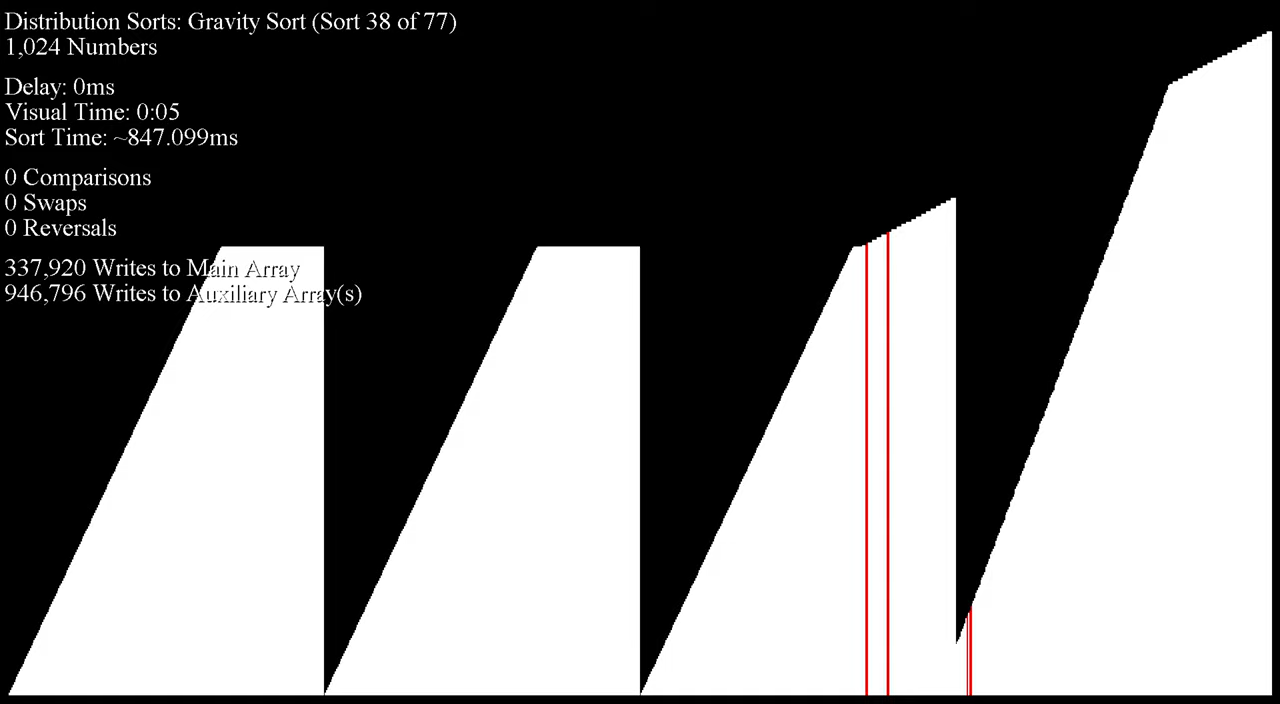 Distribution Sorts: Gravity Sort (Sort 38 of 77)
1,024 Numbers
Delay: 0ms
Visual Time: 0:05
Sort Time: ~847.099ms
0 Comparisons
0 Swaps
0 Reversals
337,920 Writes to Main Array
946,796 Writes to Auxiliary Array(s)